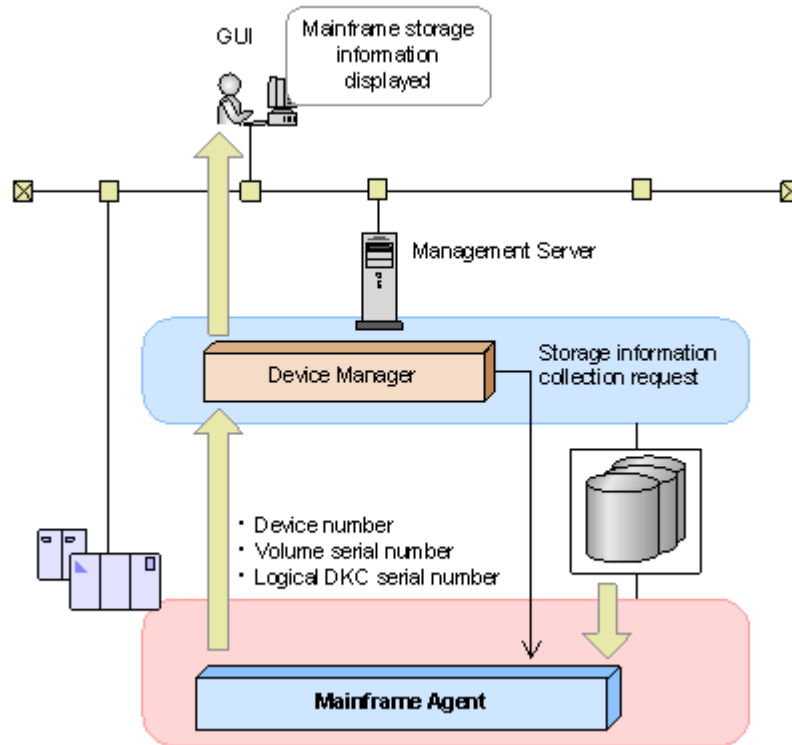 GUI
Mainframe storage
information
displayed
Management Server
Device Manager
Storage information
collection request
・ Device number
・ Volume serial number
・ Logical DKC serial number
Mainframe Agent